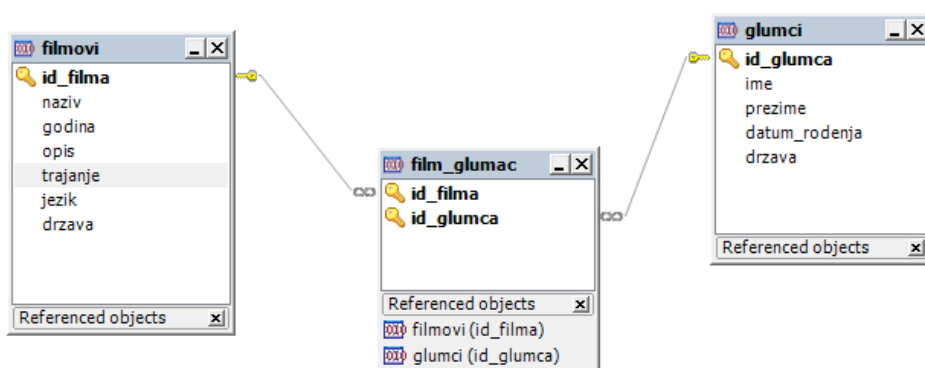 filmovi
id_filma
naziv
godina
opis
trajanje
jezik
drzava
Referenced objects
film_glumac
id_filma
id_glumca
Referenced objects
filmovi (id_filma)
glumci (id_glumca)
glumci
id_glumca
ime
prezime
datum_rodenja
drzava
Referenced objects